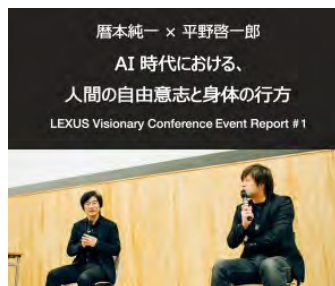 暦本純一 × 平野啓一郎
AI 時代における、
人間の自由意志と身体の行方
LEXUS Visionary Conference Event Report #1